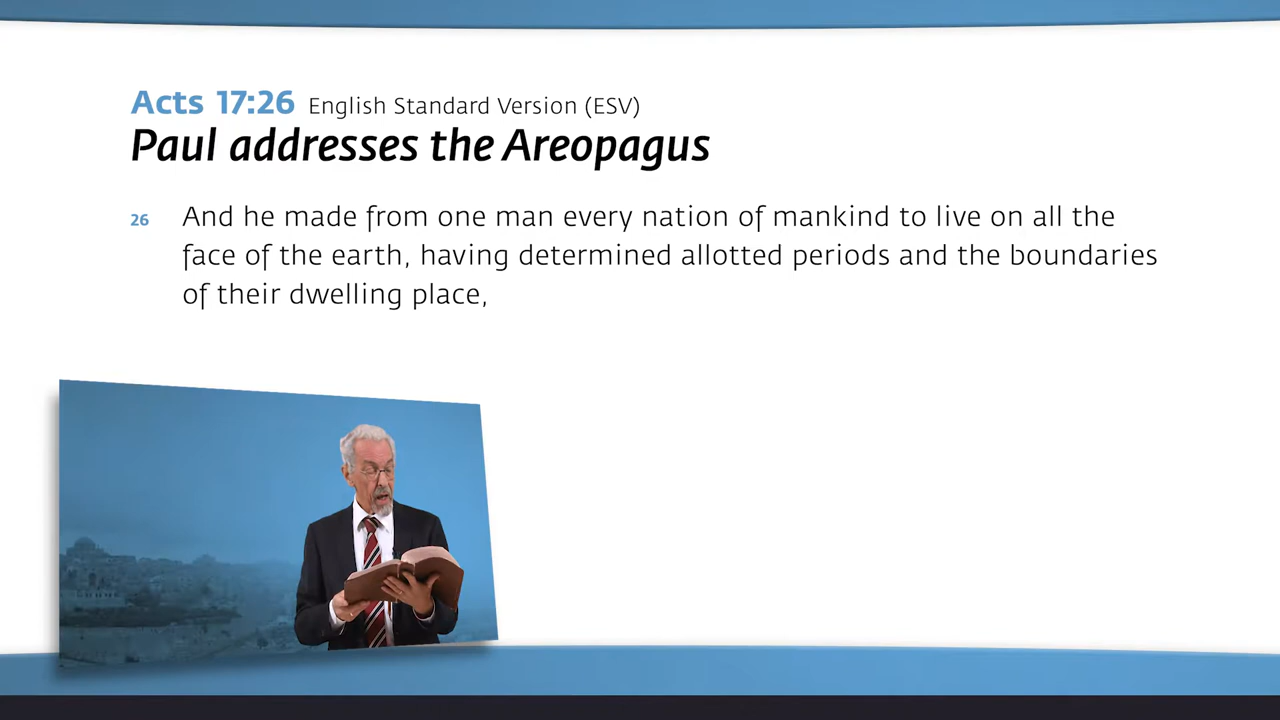 Acts 17:26 English Standard Version (ESV)
Paul addresses the Areopagus
26 And he made from one man every nation of mankind to live on all the
face of the earth, having determined allotted periods and the boundaries
of their dwelling place,